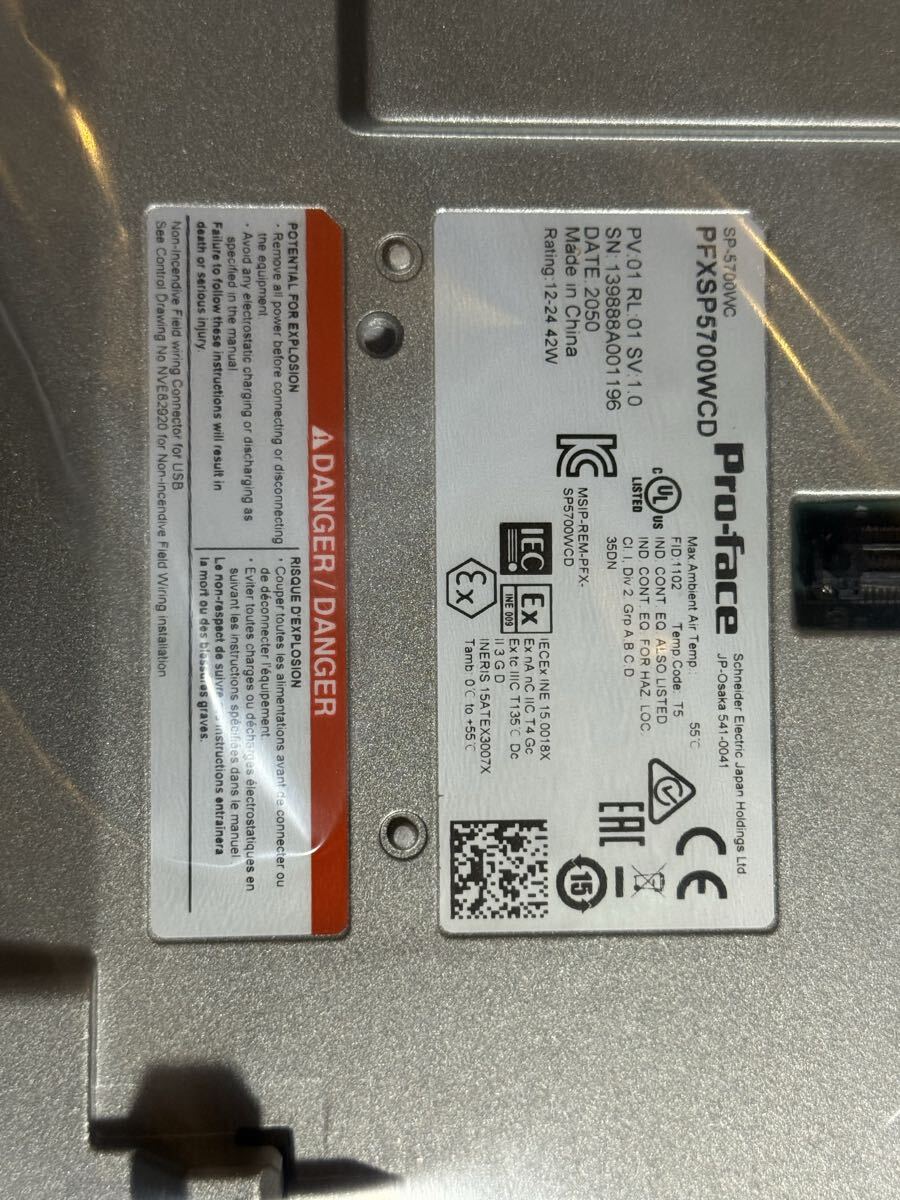 SP-5700WC
PFXSP5700WCD
Pro-face
Schneider Electric Japan Holdings Ltd
JP-Osaka 541-0041
PV:01 RL:01 SV:1.0
SN:139888A001196
DATE 2050
Made in China
Rating:12-24 42W
C UL US
LISTED
Max Ambient Air Temp: 55℃
FID:1102 Temp Code: T5
IND. CONT. EQ. ALSO LISTED
IND. CONT. EQ. FOR HAZ. LOC.
Cl I, Div 2, Grp A,B,C,D
35DN
MSIP-REM-PFX-
SP5700WCD
CE
EAC
15
IEC
Ex
INE 009
Ex
IECEx INE 15.0018X
Ex nA nC IIC T4 Gc
Ex tc IIIC T135℃ Dc
II 3 G D
INERIS 15ATEX3007X
Tamb: 0℃ to +55℃
DANGER / DANGER
POTENTIAL FOR EXPLOSION
· Remove all power before connecting or disconnecting
the equipment
· Avoid any electrostatic charging or discharging as
specified in the manual
Failure to follow these instructions will result in
death or serious injury.
RISQUE D'EXPLOSION
· Couper toutes les alimentations avant de connecter ou
de déconnecter l'équipement
· Eviter toutes charges ou décharges électrostatiques en
suivant les instructions spécifiées dans le manuel
Le non-respect de suivre les instructions entraînera
la mort ou des blessures graves.
Non-Incendive Field wiring Connector for USB
See Control Drawing No NVE82920 for Non-incendive Field Wiring installation